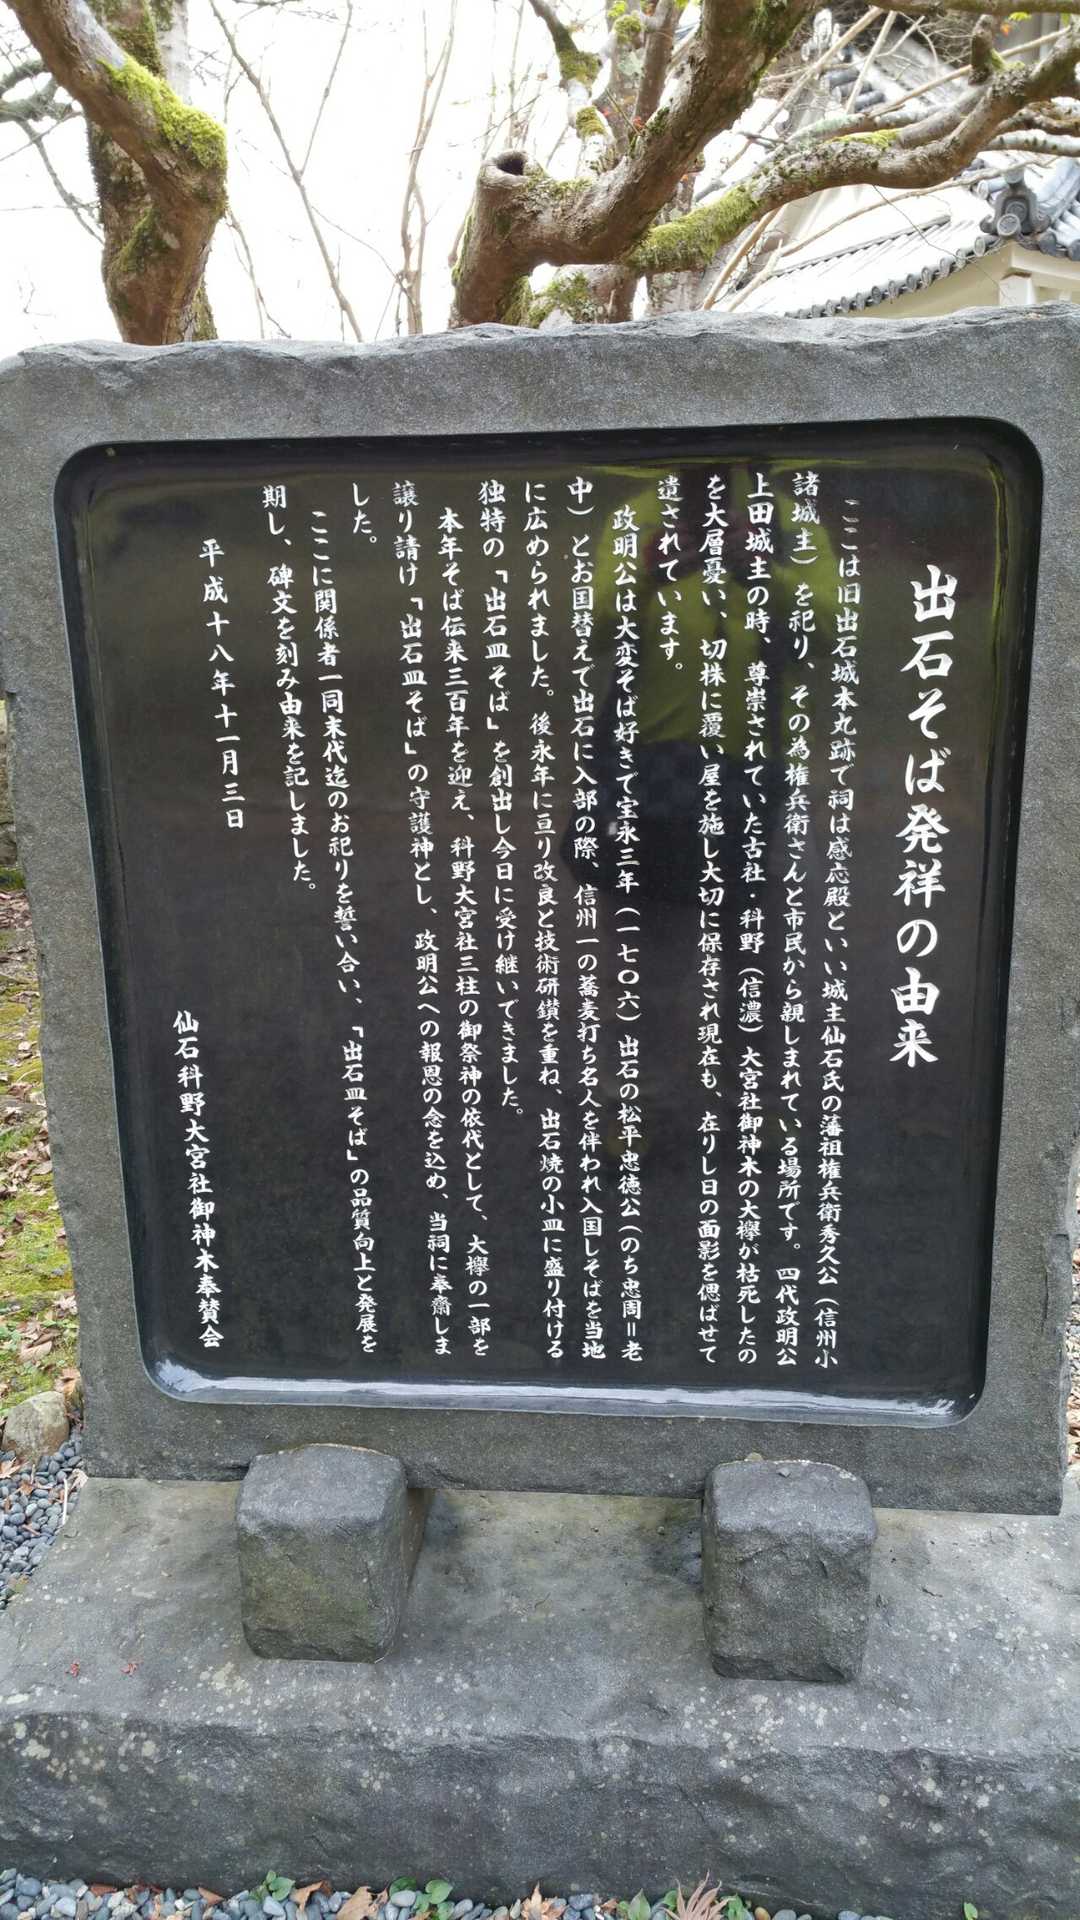 出石そば発祥の由来
ここは旧出石城本丸跡で祠は感応殿といい城主仙石氏の藩祖権兵衛秀久公（信州小
諸城主）を祀り、その為権兵衛さんと市民から親しまれている場所です。四代政明公
上田城主の時、尊崇されていた古社・科野（信濃）大宮社御神木の大欅が枯死したの
を大層憂い、切株に覆い屋を施し大切に保存され現在も、在りし日の面影を偲ばせて
遺されています。
政明公は大変そば好きで宝永三年（一七〇六）出石の松平忠徳公（のち忠周＝老
中）とお国替えで出石に入部の際、信州一の蕎麦打ち名人を伴われ入国しそばを当地
に広められました。後永年に亘り改良と技術研鑚を重ね、出石焼の小皿に盛り付ける
独特の「出石皿そば」を創出し今日に受け継いできました。
本年そば伝来三百年を迎え、科野大宮社三柱の御祭神の依代として、大欅の一部を
譲り請け「出石皿そば」の守護神とし、政明公への報恩の念を込め、当祠に奉齋しま
した。
ここに関係者一同末代迄のお祀りを誓い合い、「出石皿そば」の品質向上と発展を
期し、碑文を刻み由来を記しました。
平成十八年十一月三日
仙石科野大宮社御神木奉賛会